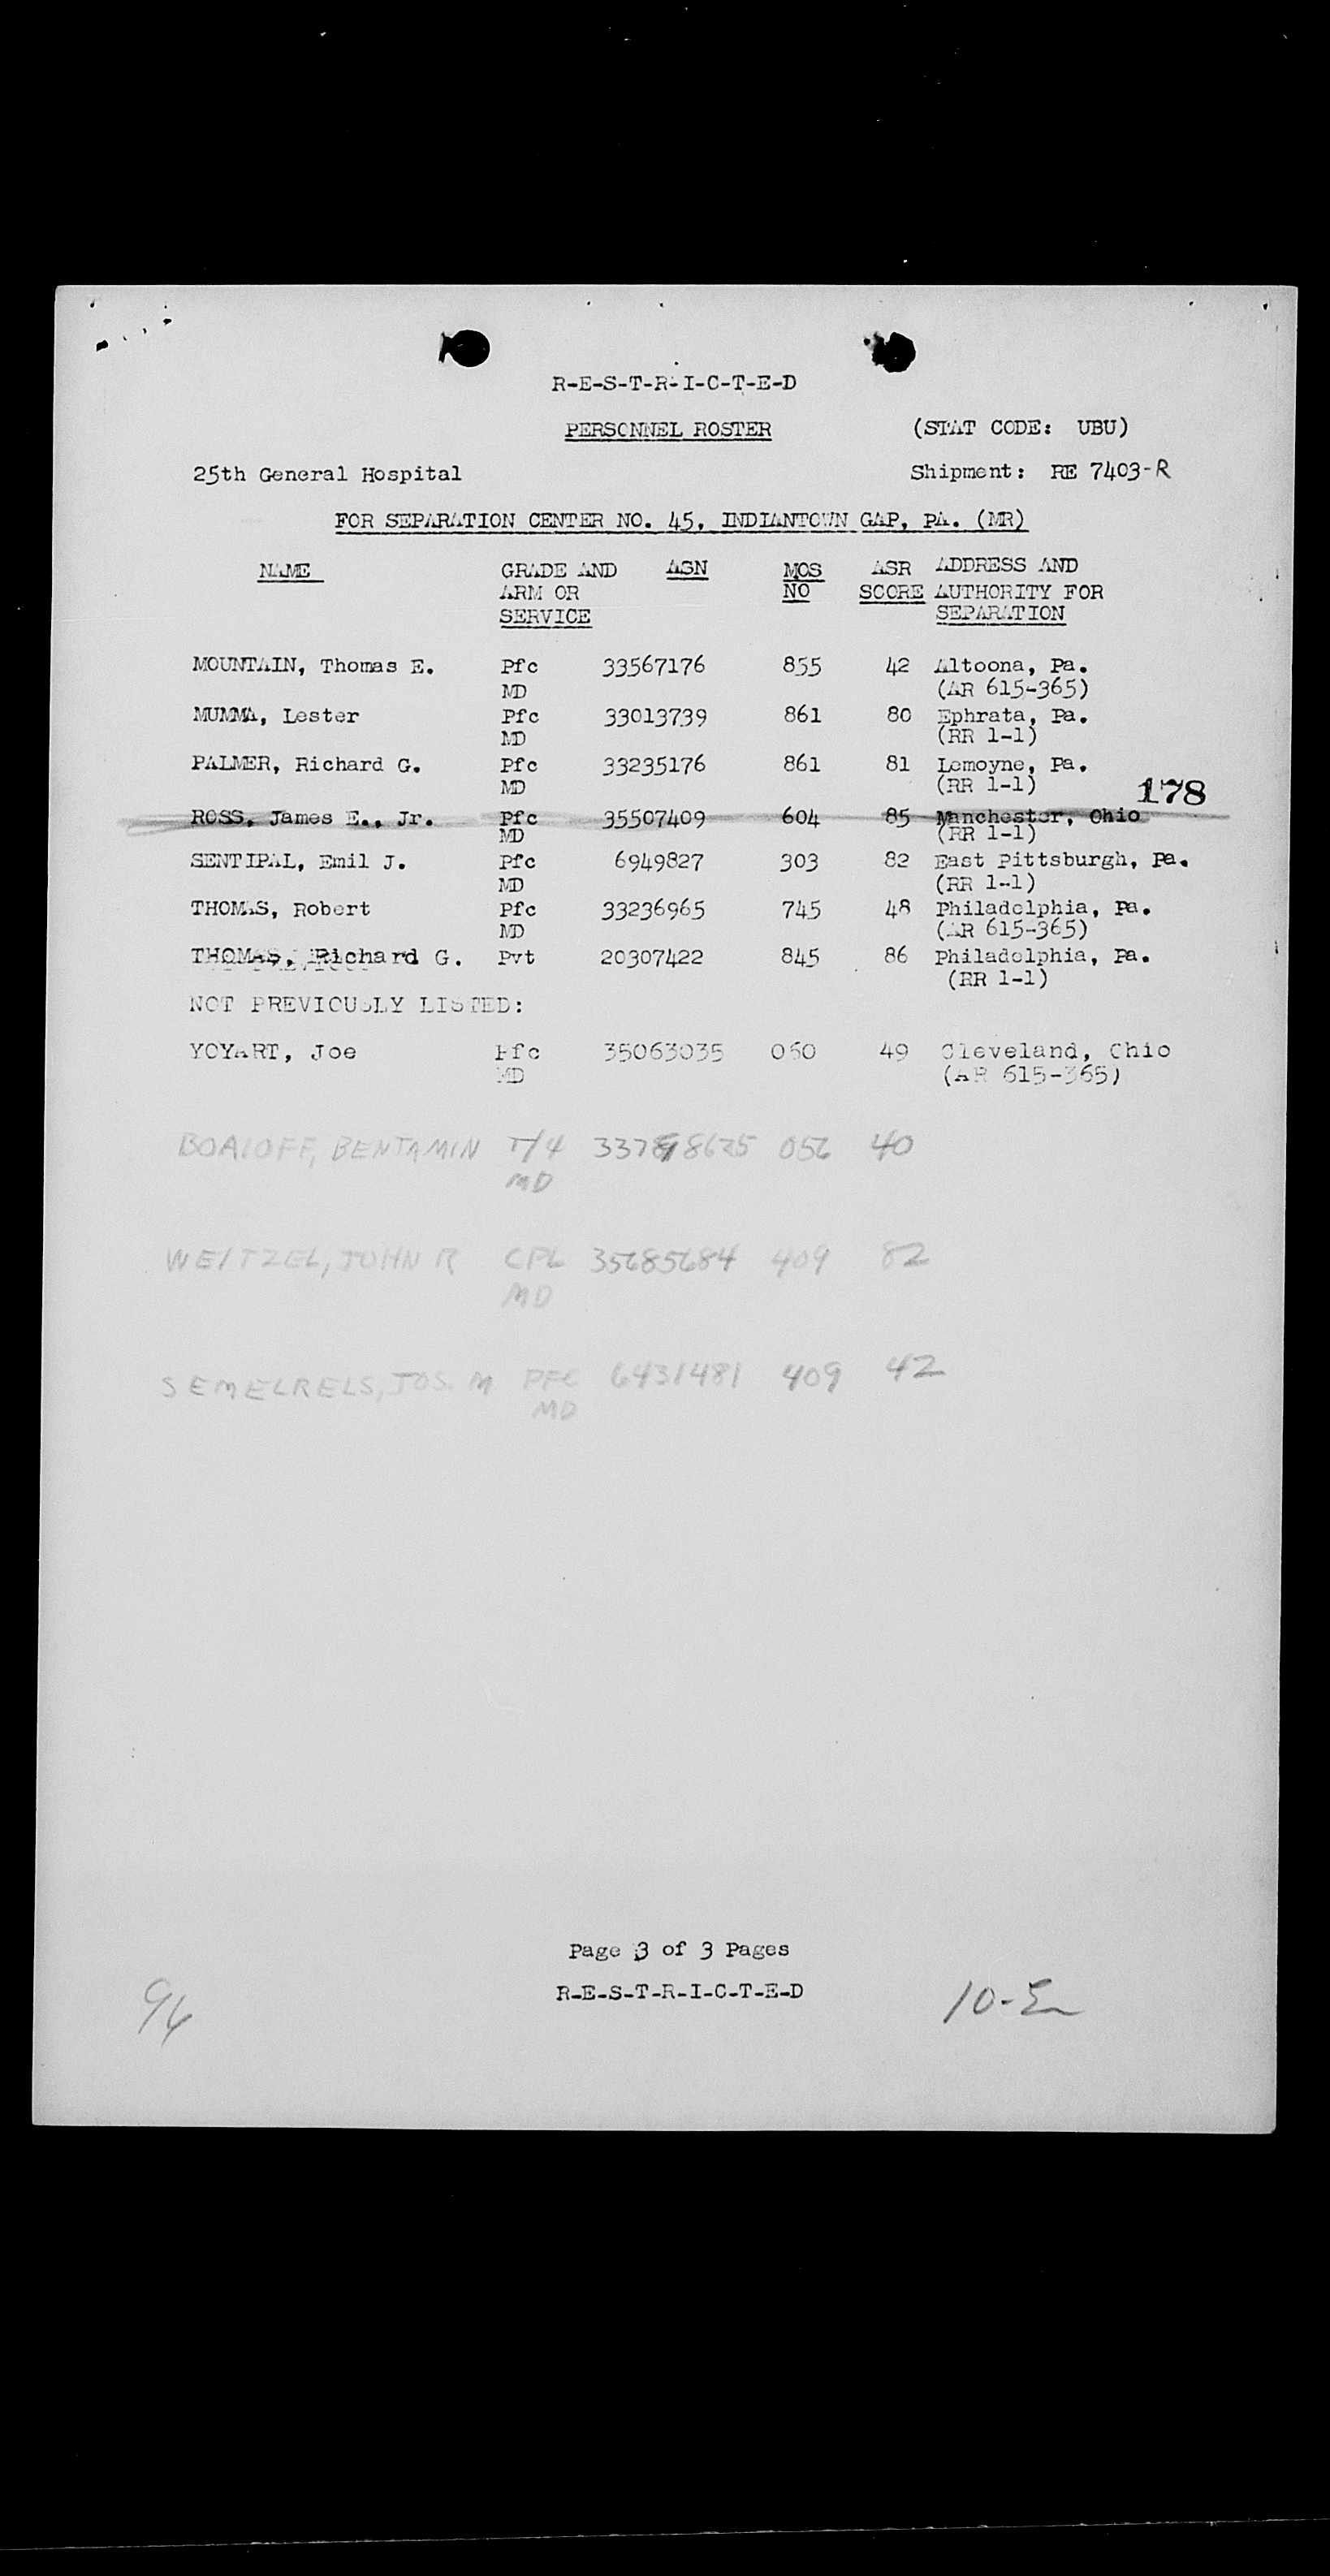 R-E-S-T-R-I-C-T-E-D
PERSONNEL ROSTER (STAT CODE: UBU)
25th General Hospital Shipment: RE 7403-R
FOR SEPARATION CENTER NO. 45, INDIANTOWN GAP, PA. (MR)
NAME GRADE AND ASN MOS ASR ADDRESS AND
ARM OR NO SCORE AUTHORITY FOR
SERVICE SEPARATION
MOUNTAIN, Thomas E. Pfc 33567176 855 42 Altoona, Pa.
MD (AR 615-365)
MUMMA, Lester Pfc 33013739 861 80 Ephrata, Pa.
MD (RR 1-1)
PALMER, Richard G. Pfc 33235176 861 81 Lemoyne, Pa.
MD (RR 1-1)
178
ROSS, James E., Jr. Pfc 35507409 604 85 Manchester, Ohio
MD (RR 1-1)
SENTIPAL, Emil J. Pfc 6949827 303 82 East Pittsburgh, Pa.
MD (RR 1-1)
THOMAS, Robert Pfc 33236965 745 48 Philadelphia, Pa.
MD (AR 615-365)
THOMAS, Richard G. Pvt 20307422 845 86 Philadelphia, Pa.
(RR 1-1)
NOT PREVIOUSLY LISTED:
YOYART, Joe Pfc 35063035 060 49 Cleveland, Ohio
MD (AR 615-365)
BENJAMIN T/4 056 40
MD
WEITZEL, JOHN R CPL 35685684 409 82
MD
SEMELRELS, JOS. M PFC 6431481 409 42
MD
Page 3 of 3 Pages
R-E-S-T-R-I-C-T-E-D
96